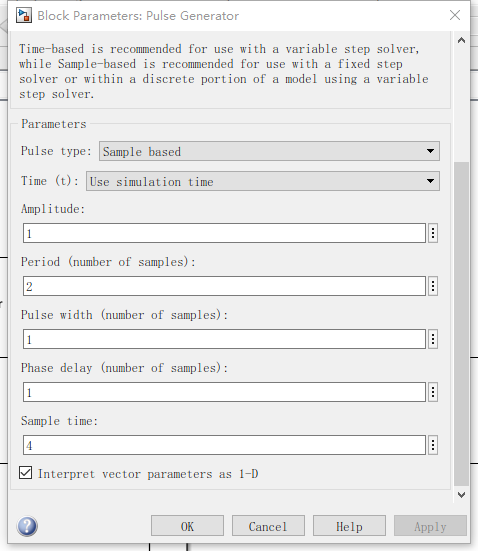 Block Parameters: Pulse Generator
Time-based is recommended for use with a variable step solver,
while Sample-based is recommended for use with a fixed step
solver or within a discrete portion of a model using a variable
step solver.
Parameters
Pulse type: Sample based
Time (t): Use simulation time
Amplitude:
1
Period (number of samples):
2
Pulse width (number of samples):
1
Phase delay (number of samples):
1
Sample time:
4
Interpret vector parameters as 1-D
? OK Cancel Help Apply